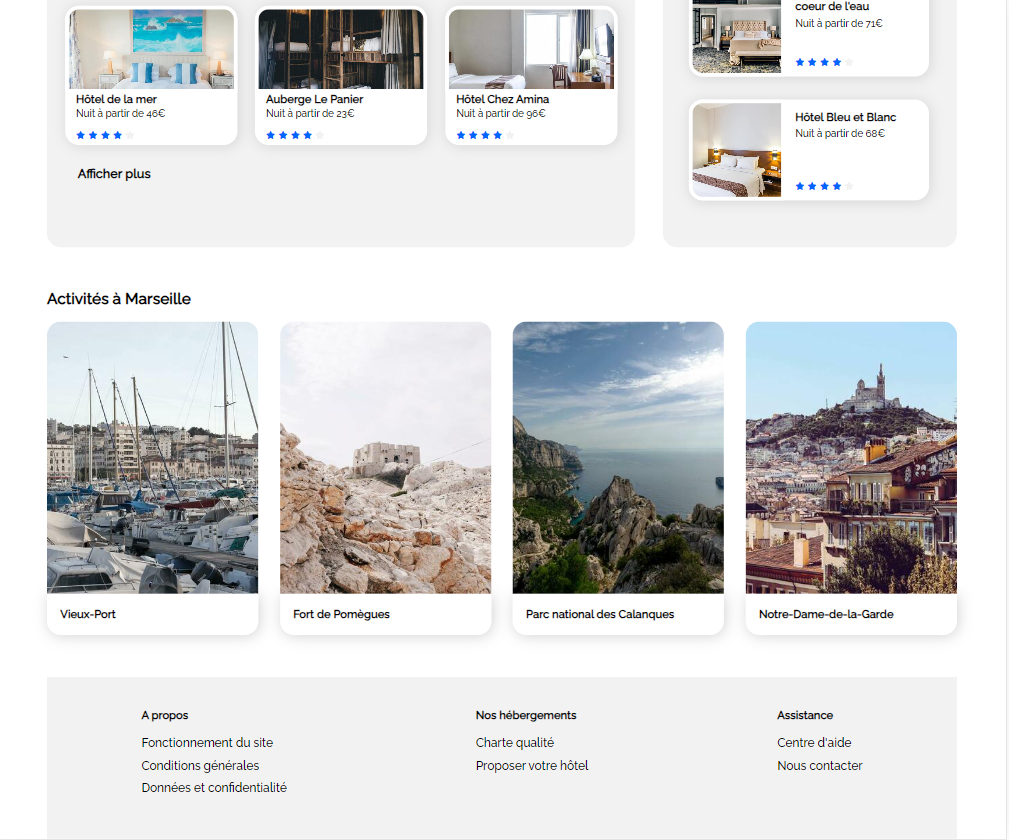 Hôtel de la mer
Nuit à partir de 46€
Auberge Le Panier
Nuit à partir de 23€
Hôtel Chez Amina
Nuit à partir de 96€
Afficher plus
coeur de l'eau
Nuit à partir de 71€
Hôtel Bleu et Blanc
Nuit à partir de 68€
Activités à Marseille
Vieux-Port
Fort de Pomègues
Parc national des Calanques
Notre-Dame-de-la-Garde
A propos
Fonctionnement du site
Conditions générales
Données et confidentialité
Nos hébergements
Charte qualité
Proposer votre hôtel
Assistance
Centre d'aide
Nous contacter